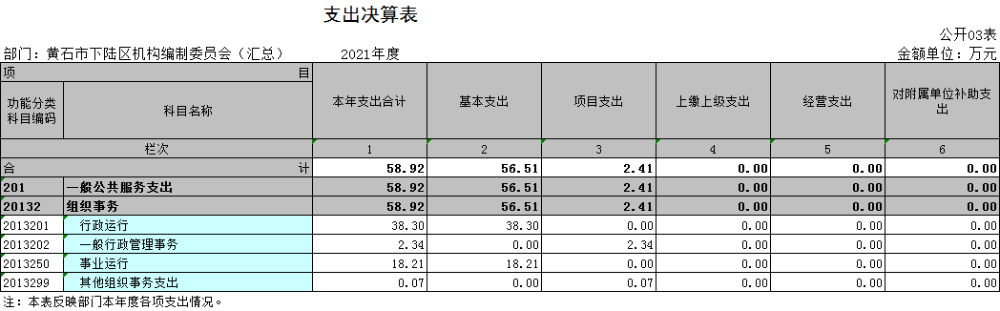 支出决算表
公开03表
部门：黄石市下陆区机构编制委员会（汇总） 2021年度 金额单位：万元
项 目 本年支出合计 基本支出 项目支出 上缴上级支出 经营支出 对附属单位补助支出
功能分类科目编码 科目名称
栏次 1 2 3 4 5 6
合 计 58.92 56.51 2.41 0.00 0.00 0.00
201 一般公共服务支出 58.92 56.51 2.41 0.00 0.00 0.00
20132 组织事务 58.92 56.51 2.41 0.00 0.00 0.00
2013201 行政运行 38.30 38.30 0.00 0.00 0.00 0.00
2013202 一般行政管理事务 2.34 0.00 2.34 0.00 0.00 0.00
2013250 事业运行 18.21 18.21 0.00 0.00 0.00 0.00
2013299 其他组织事务支出 0.07 0.00 0.07 0.00 0.00 0.00
注：本表反映部门本年度各项支出情况。